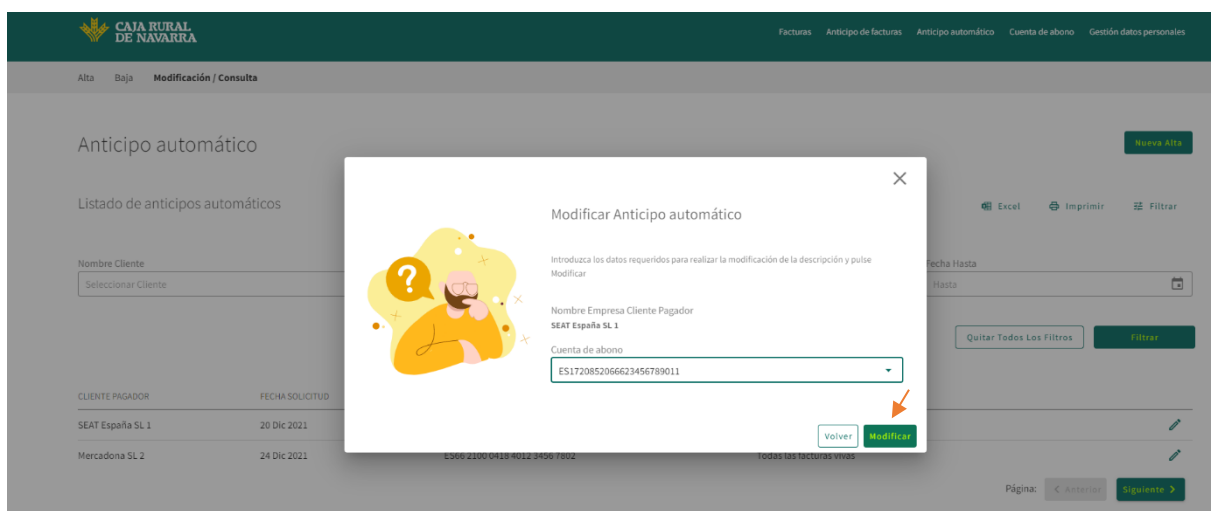 CAJA RURAL
DE NAVARRA
Facturas Anticipo de facturas Anticipo automático Cuenta de abono Gestión datos personales
Alta Baja Modificación / Consulta
Anticipo automático
Nueva Alta
Listado de anticipos automáticos
Excel Imprimir Filtrar
Nombre Cliente
Seleccionar Cliente
Fecha Hasta
Hasta
Quitar Todos Los Filtros Filtrar
Modificar Anticipo automático
Introduzca los datos requeridos para realizar la modificación de la descripción y pulse
Modificar
Nombre Empresa Cliente Pagador
SEAT España SL 1
Cuenta de abono
ES1720852066623456789011
Volver Modificar
?
CLIENTE PAGADOR FECHA SOLICITUD
SEAT España SL 1 20 Dic 2021
Mercadona SL 2 24 Dic 2021 ES66 2100 0418 4012 3456 7802 Todas las facturas vivas
Página: < Anterior Siguiente >